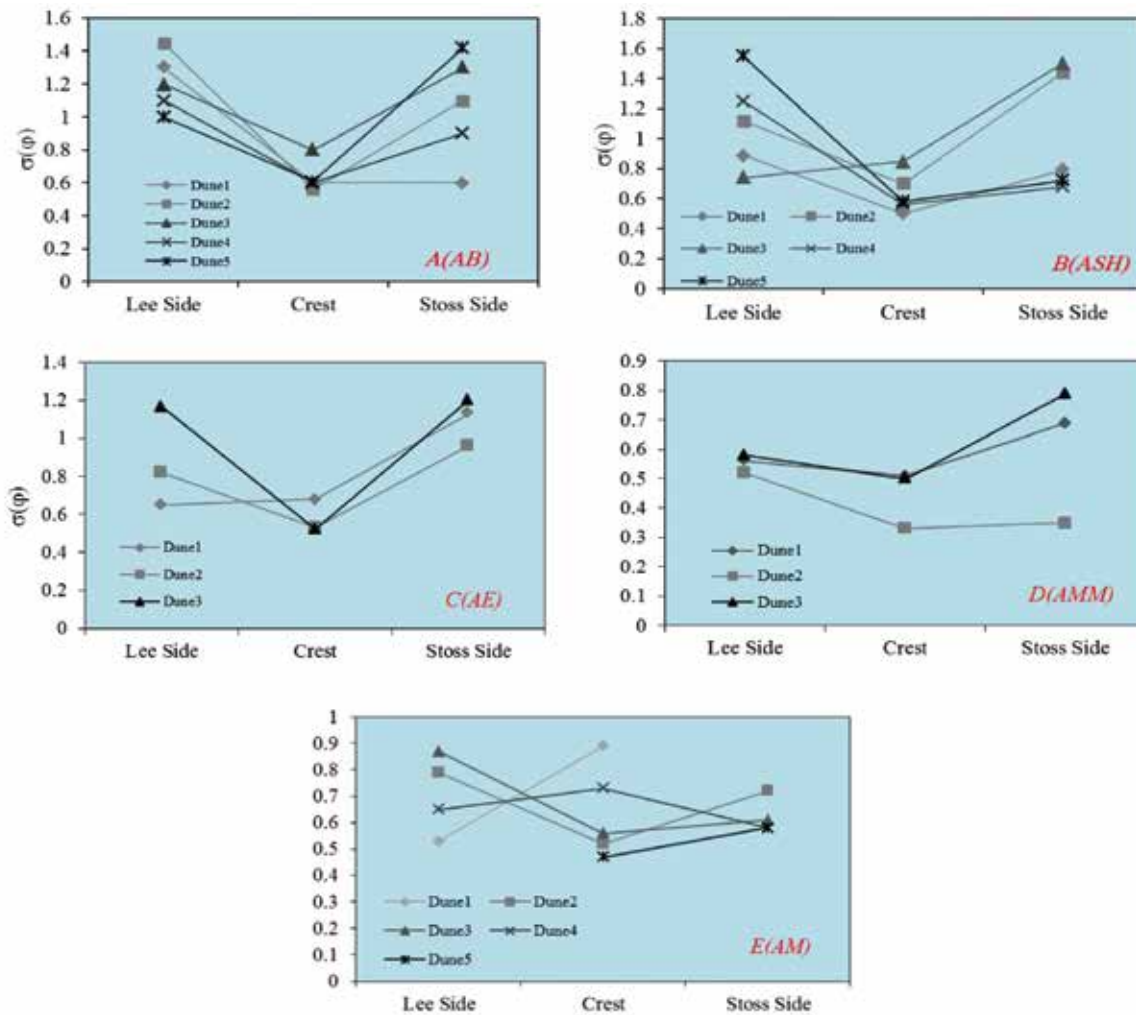 1.6
1.4
1.2
1
0.8
0.6
0.4
0.2
0
σ(φ)
Dune1
Dune2
Dune3
Dune4
Dune5
A(AB)
Lee Side Crest Stoss Side
1.8
1.6
1.4
1.2
1
0.8
0.6
0.4
0.2
0
σ(φ)
Dune1 Dune2
Dune3 Dune4
Dune5
B(ASH)
Lee Side Crest Stoss Side
1.4
1.2
1
0.8
0.6
0.4
0.2
0
σ(φ)
Dune1
Dune2
Dune3
C(AE)
Lee Side Crest Stoss Side
0.9
0.8
0.7
0.6
0.5
0.4
0.3
0.2
0.1
0
Dune1
Dune2
Dune3
D(AMM)
Lee Side Crest Stoss Side
1
0.9
0.8
0.7
0.6
0.5
0.4
0.3
0.2
0.1
0
Dune1 Dune2
Dune3 Dune4
Dune5
E(AM)
Lee Side Crest Stoss Side